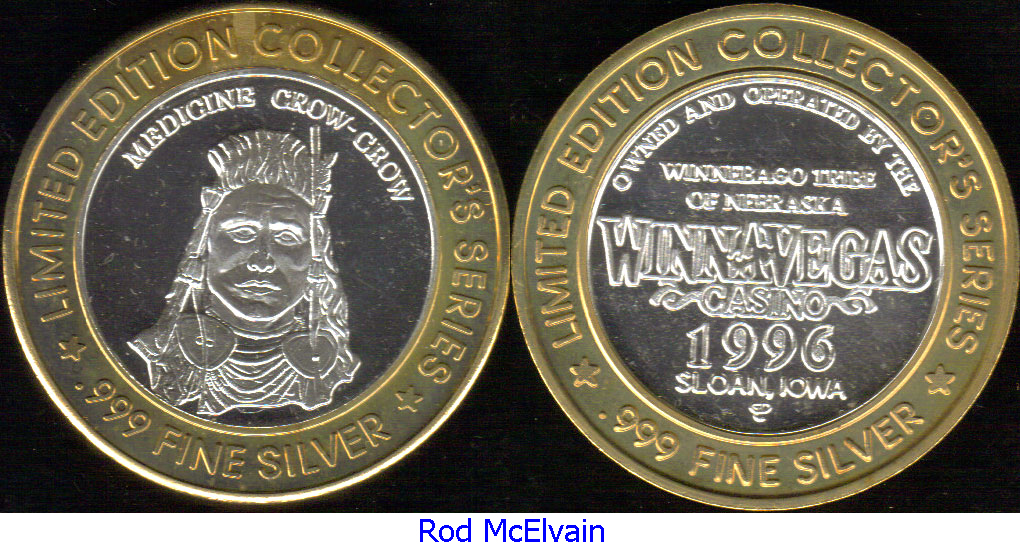 LIMITED EDITION COLLECTOR'S SERIES
MEDICINE CROW-CROW
.999 FINE SILVER
LIMITED EDITION COLLECTOR'S SERIES
OWNED AND OPERATED BY THE
WINNEBAGO TRIBE
OF NEBRASKA
WINNAVEGAS
CASINO
1996
SLOAN, IOWA
.999 FINE SILVER
Rod McElvain